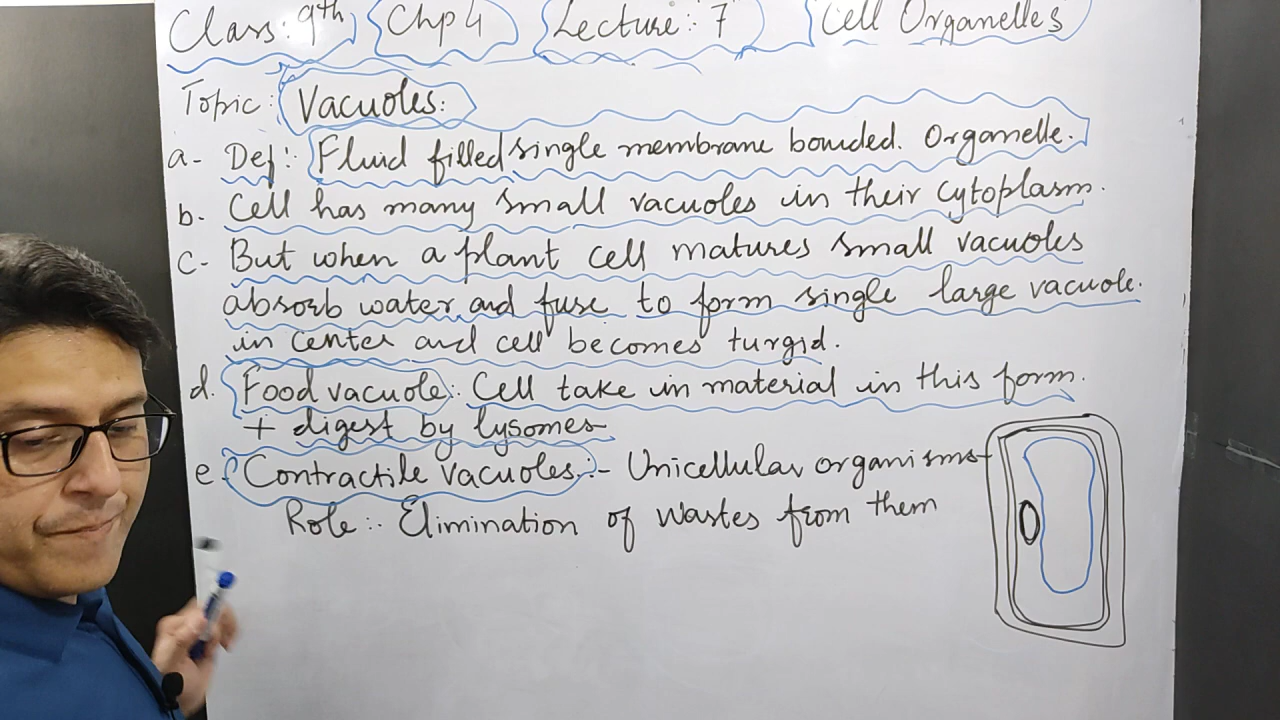 Class: 9th Chp 4 Lecture: 7 Cell Organelles
Topic: Vacuoles:
a- Def: Fluid filled single membrane bounded. Organelle.
b- Cell has many small vacuoles in their cytoplasm.
c- But when a plant cell matures small vacuoles
absorb water and fuse to form single large vacuole.
in center and cell becomes turgid.
d. Food vacuole: Cell take in material in this form.
+ digest by lysomes
e. Contractile vacuoles:- Unicellular organisms
Role:. Elimination of wastes from them